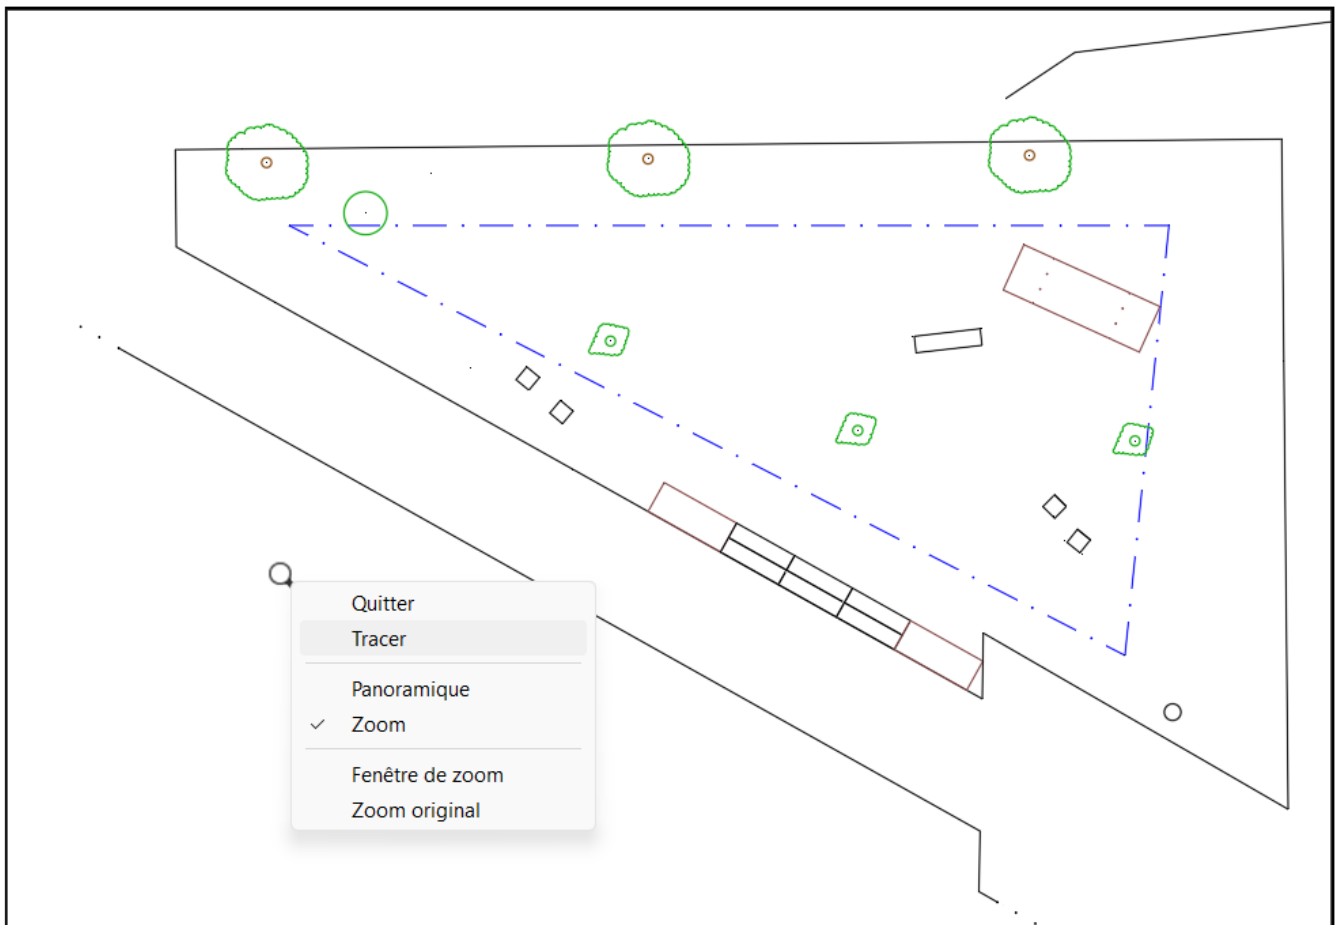 Quitter
Tracer
Panoramique
Zoom
Fenêtre de zoom
Zoom original